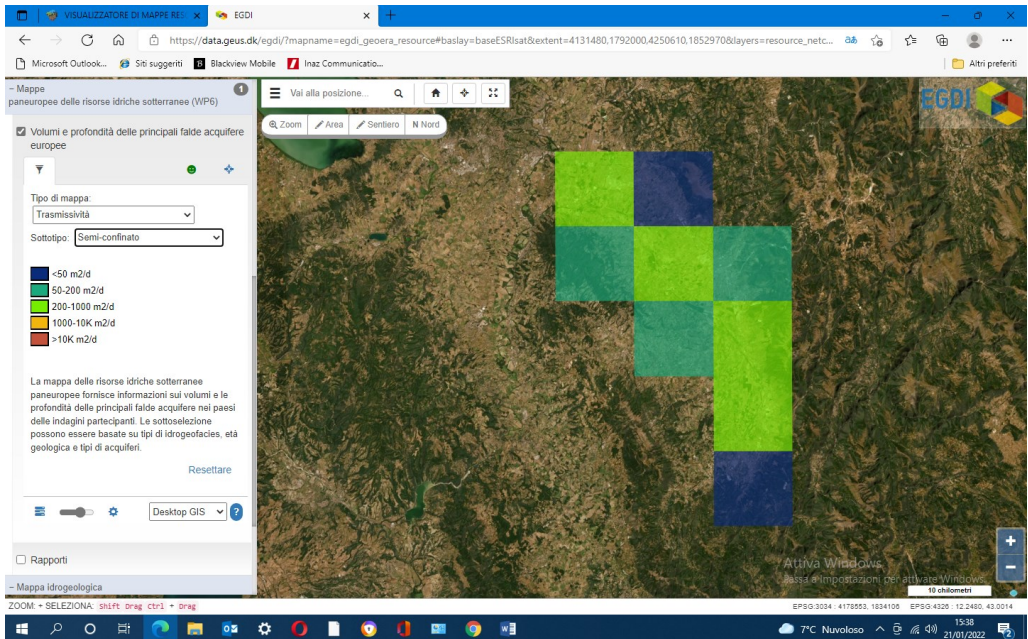 VISUALIZZATORE DI MAPPE RES
EGDI
https://data.geus.dk/egdi/?mapname=egdi_geoera_resource#baslay=baseESRIsat&extent=4131480,1792000,4250610,1852970&layers=resource_netc...
Microsoft Outlook...
Siti suggeriti
Blackview Mobile
Inaz Communicatio...
Altri preferiti
− Mappe
paneuropee delle risorse idriche sotterranee (WP6)
1
Volumi e profondità delle principali falde acquifere
europee
Tipo di mappa:
Trasmissività
Sottotipo: Semi-confinato
<50 m2/d
50-200 m2/d
200-1000 m2/d
1000-10K m2/d
>10K m2/d
La mappa delle risorse idriche sotterranee
paneuropee fornisce informazioni sui volumi e le
profondità delle principali falde acquifere nei paesi
delle indagini partecipanti. Le sottoselezione
possono essere basate su tipi di idrogeofacies, età
geologica e tipi di acquiferi.
Resettare
Desktop GIS
?
Rapporti
− Mappa idrogeologica
Vai alla posizione...
Zoom
Area
Sentiero
N Nord
EGDI
+
−
Attiva Windows
Passa a Impostazioni per attivare Windows.
10 chilometri
ZOOM: + SELEZIONA: Shift Drag Ctrl + Drag
EPSG:3034 : 4178553, 1834106 EPSG:4326 : 12.2480, 43.0014
7°C Nuvoloso
15:38
21/01/2022